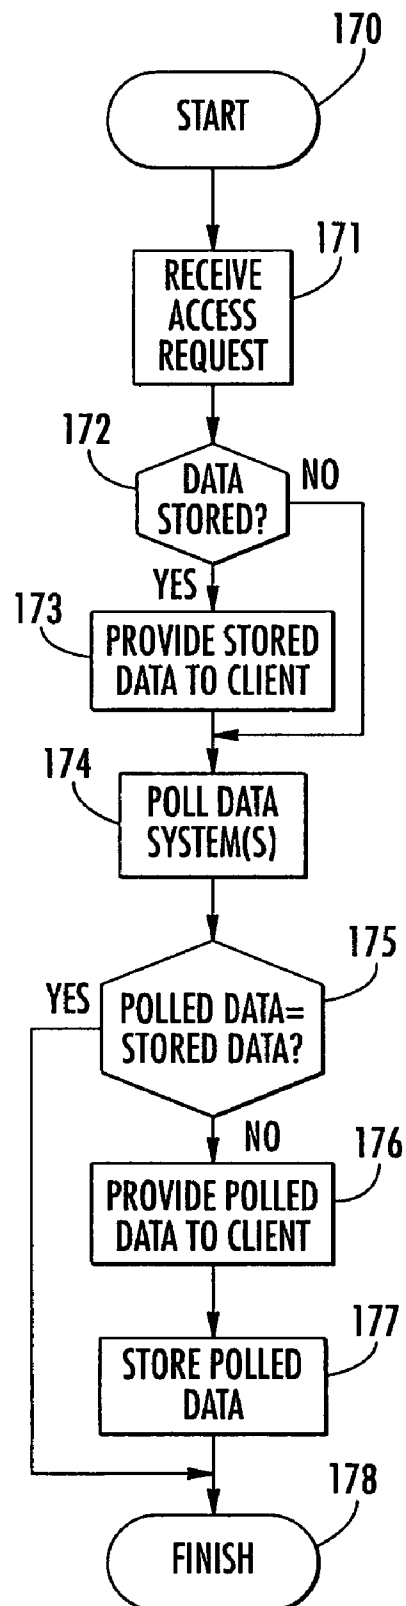 170
START
171
RECEIVE
ACCESS
REQUEST
172
DATA
STORED?
NO
YES
173
PROVIDE STORED
DATA TO CLIENT
174
POLL DATA
SYSTEM(S)
175
YES
POLLED DATA=
STORED DATA?
NO
176
PROVIDE POLLED
DATA TO CLIENT
177
STORE POLLED
DATA
178
FINISH